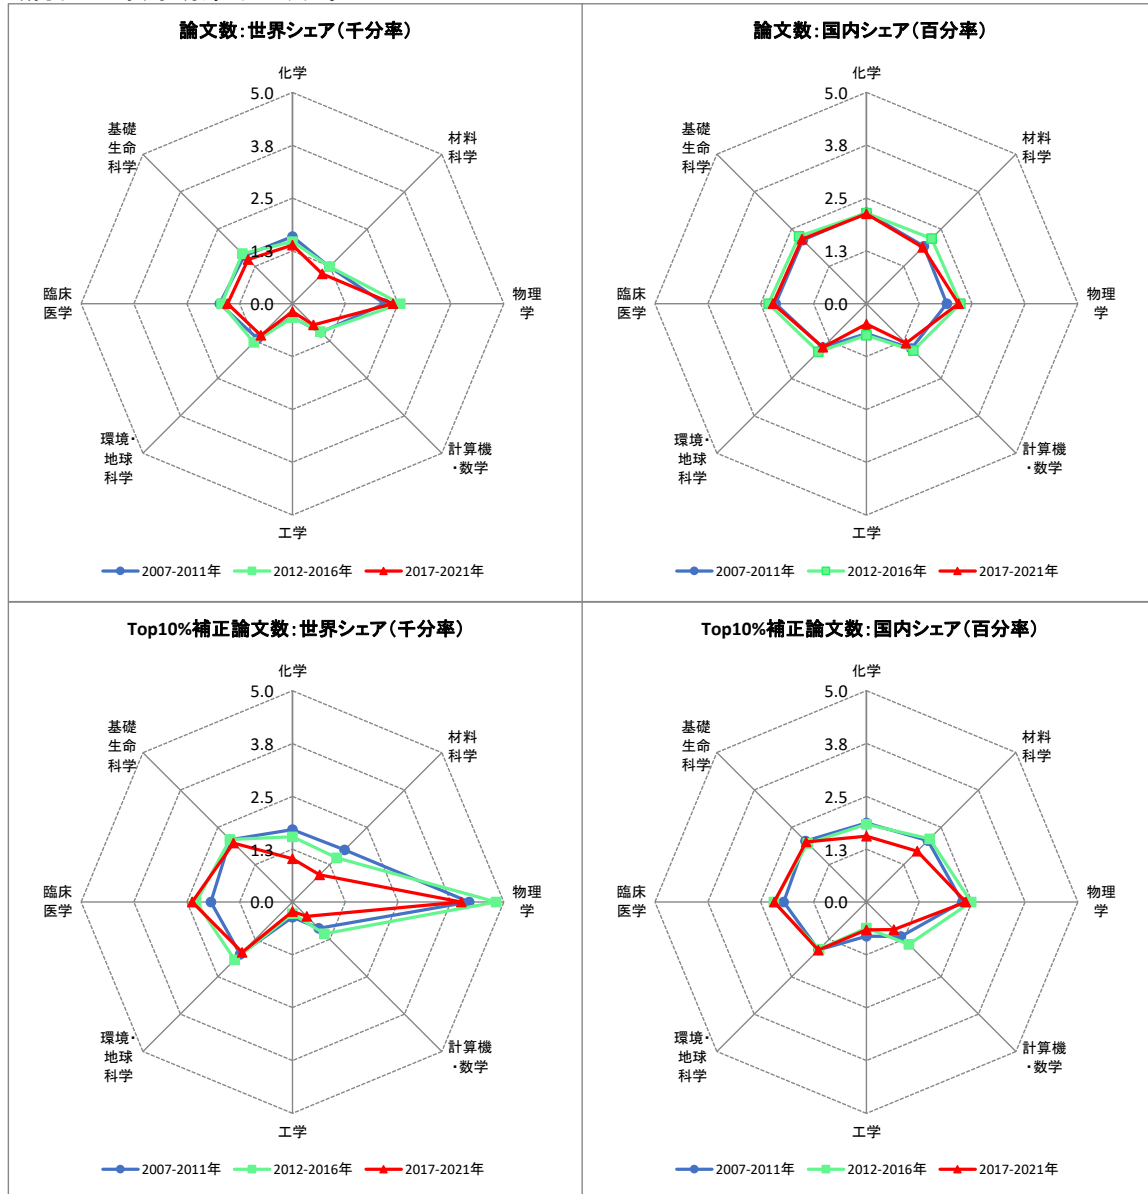 論文数:世界シェア(千分率)
化学
5.0
3.8
2.5
1.3
0.0
材料
科学
物理
学
計算機
・数学
工学
環境・
地球
科学
臨床
医学
基礎
生命
科学
2007-2011年
2012-2016年
2017-2021年
論文数:国内シェア(百分率)
化学
5.0
3.8
2.5
1.3
0.0
材料
科学
物理
学
計算機
・数学
工学
環境・
地球
科学
臨床
医学
基礎
生命
科学
2007-2011年
2012-2016年
2017-2021年
Top10%補正論文数:世界シェア(千分率)
化学
5.0
3.8
2.5
1.3
0.0
材料
科学
物理
学
計算機
・数学
工学
環境・
地球
科学
臨床
医学
基礎
生命
科学
2007-2011年
2012-2016年
2017-2021年
Top10%補正論文数:国内シェア(百分率)
化学
5.0
3.8
2.5
1.3
0.0
材料
科学
物理
学
計算機
・数学
工学
環境・
地球
科学
臨床
医学
基礎
生命
科学
2007-2011年
2012-2016年
2017-2021年